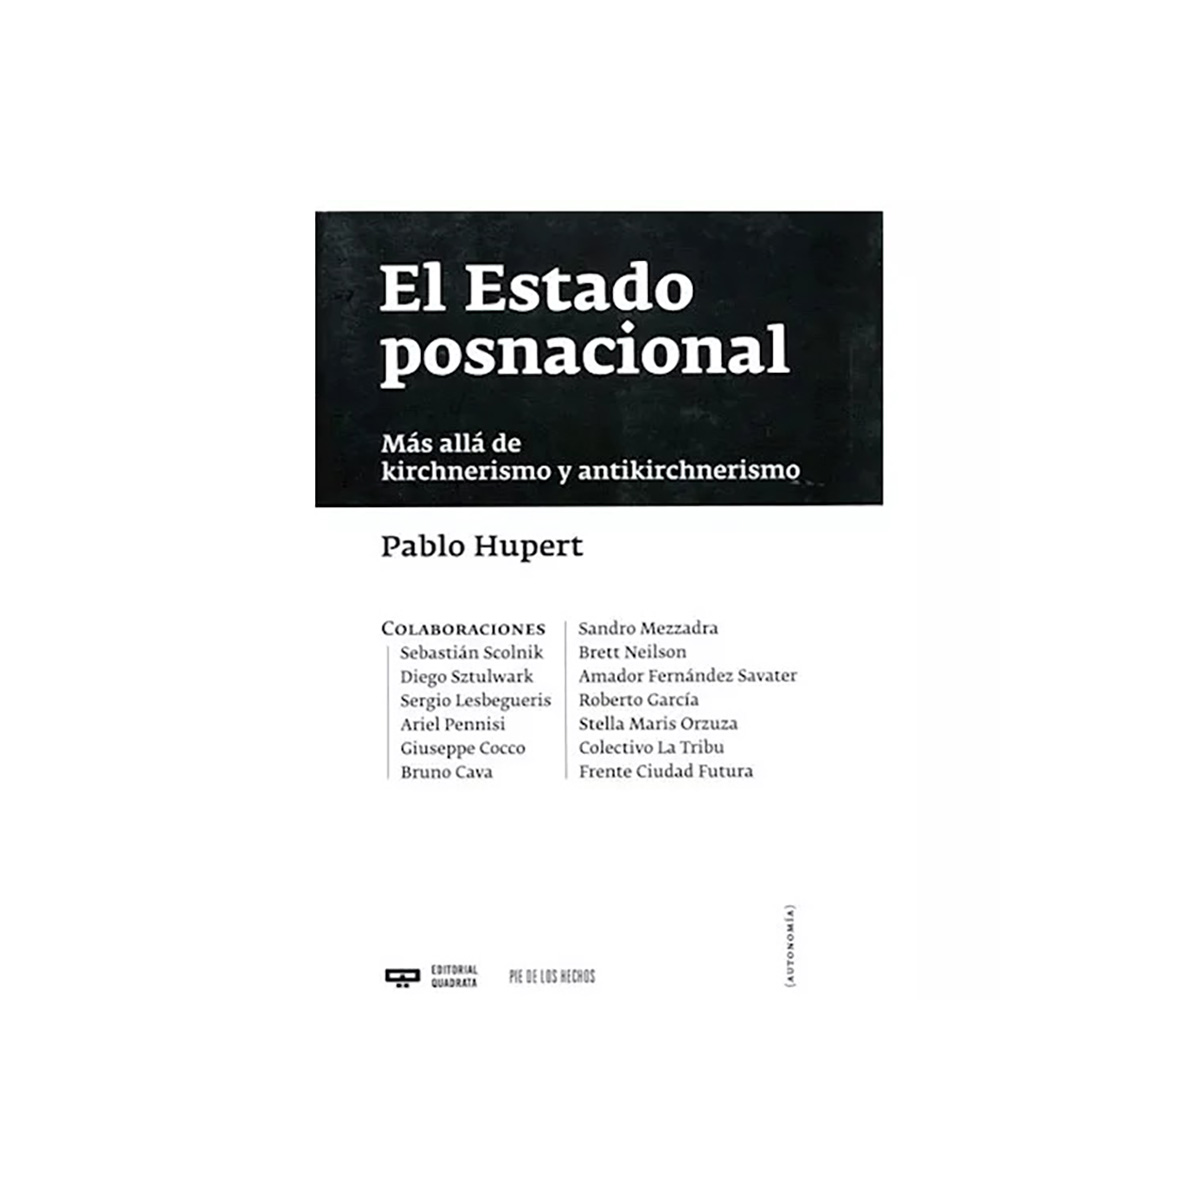 El Estado
posnacional
Más allá de
kirchnerismo y antikirchnerismo
Pablo Hupert
COLABORACIONES
Sebastián Scolnik
Diego Sztulwark
Sergio Lesbegueris
Ariel Pennisi
Giuseppe Cocco
Bruno Cava
Sandro Mezzadra
Brett Neilson
Amador Fernández Savater
Roberto García
Stella Maris Orzuza
Colectivo La Tribu
Frente Ciudad Futura
(AUTONOMÍA)
EDITORIAL
QUADRATA
PIE DE LOS HECHOS